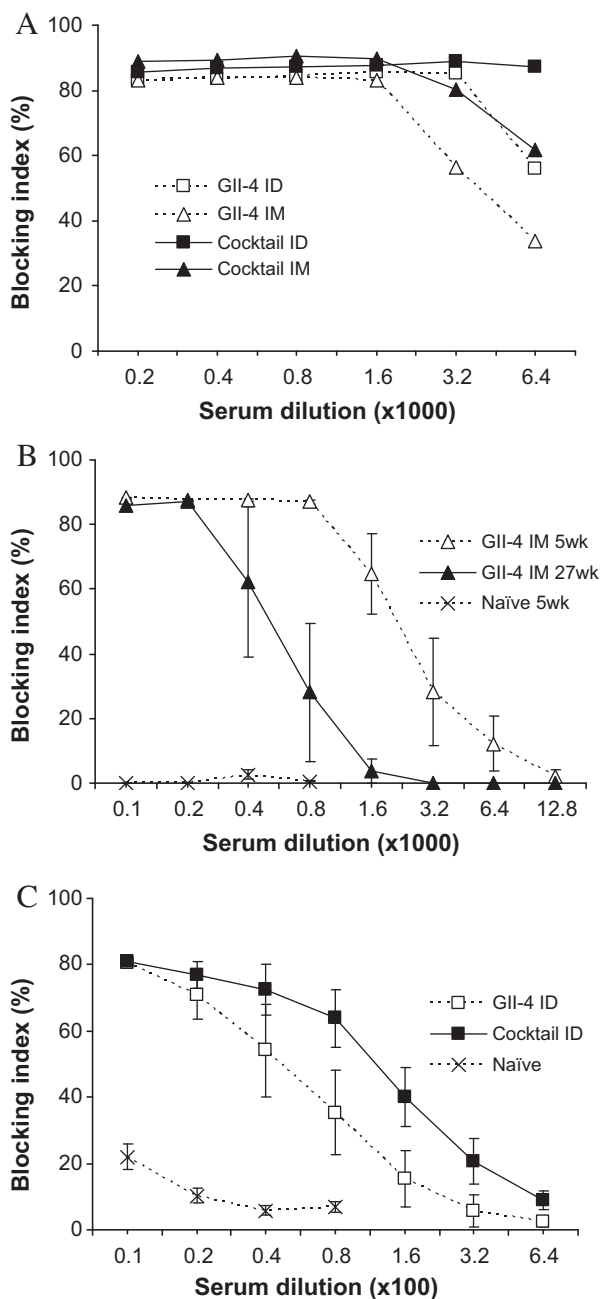 A
Blocking index (%)
100
80
60
40
20
0
GII-4 ID
GII-4 IM
Cocktail ID
Cocktail IM
0.2 0.4 0.8 1.6 3.2 6.4
Serum dilution (x1000)
B
Blocking index (%)
100
80
60
40
20
0
GII-4 IM 5wk
GII-4 IM 27wk
Naïve 5wk
0.1 0.2 0.4 0.8 1.6 3.2 6.4 12.8
Serum dilution (x1000)
C
Blocking index (%)
100
80
60
40
20
0
GII-4 ID
Cocktail ID
Naïve
0.1 0.2 0.4 0.8 1.6 3.2 6.4
Serum dilution (x100)